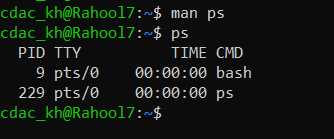 cdac_kh@Rahool7:~$ man ps
cdac_kh@Rahool7:~$ ps
  PID TTY          TIME CMD
    9 pts/0    00:00:00 bash
  229 pts/0    00:00:00 ps
cdac_kh@Rahool7:~$